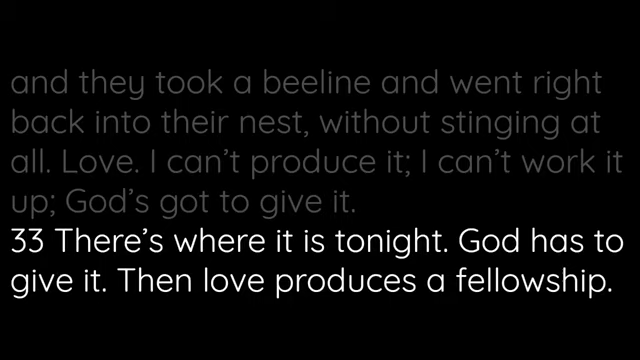 and they took a beeline and went right
back into their nest, without stinging at
all. Love. I can’t produce it; I can’t work it
up; God’s got to give it.
33 There’s where it is tonight. God has to
give it. Then love produces a fellowship.